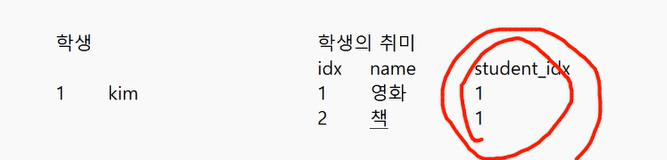 학생 학생의 취미
idx name student_idx
1 kim 1 영화 1
2 책 1